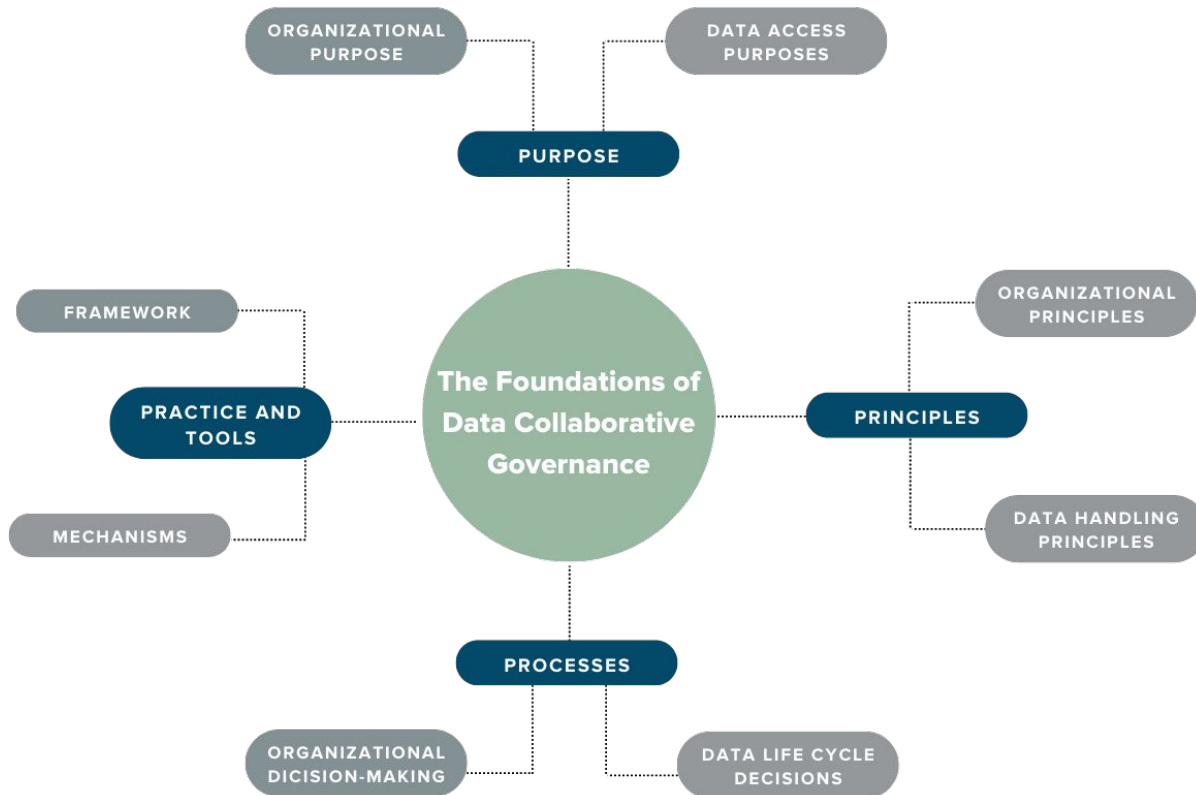 ORGANIZATIONAL
PURPOSE
DATA ACCESS
PURPOSES
PURPOSE
FRAMEWORK
ORGANIZATIONAL
PRINCIPLES
The Foundations of
Data Collaborative
Governance
PRACTICE AND
TOOLS
PRINCIPLES
MECHANISMS
DATA HANDLING
PRINCIPLES
PROCESSES
ORGANIZATIONAL
DICISION-MAKING
DATA LIFE CYCLE
DECISIONS